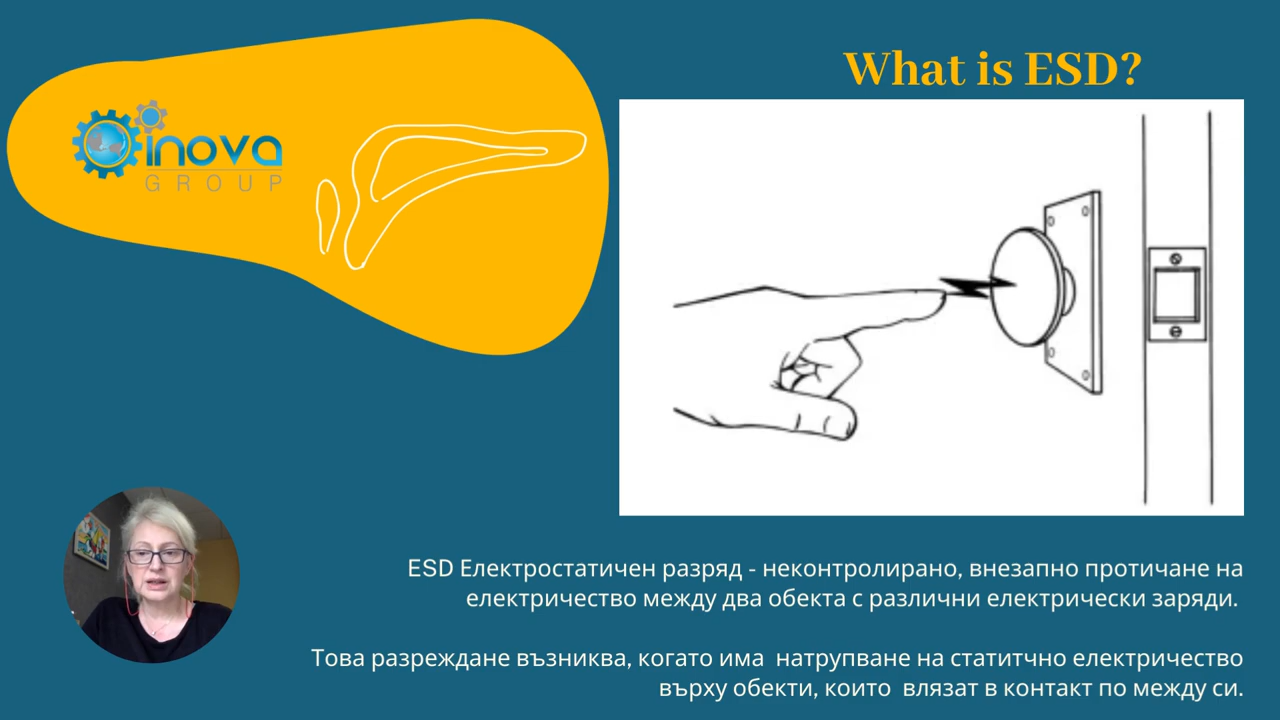 inova
GROUP
What is ESD?
ESD Електростатичен разряд - неконтролирано, внезапно протичане на
електричество между два обекта с различни електрически заряди.
Това разреждане възниква, когато има натрупване на статитчно електричество
върху обекти, които влязат в контакт по между си.